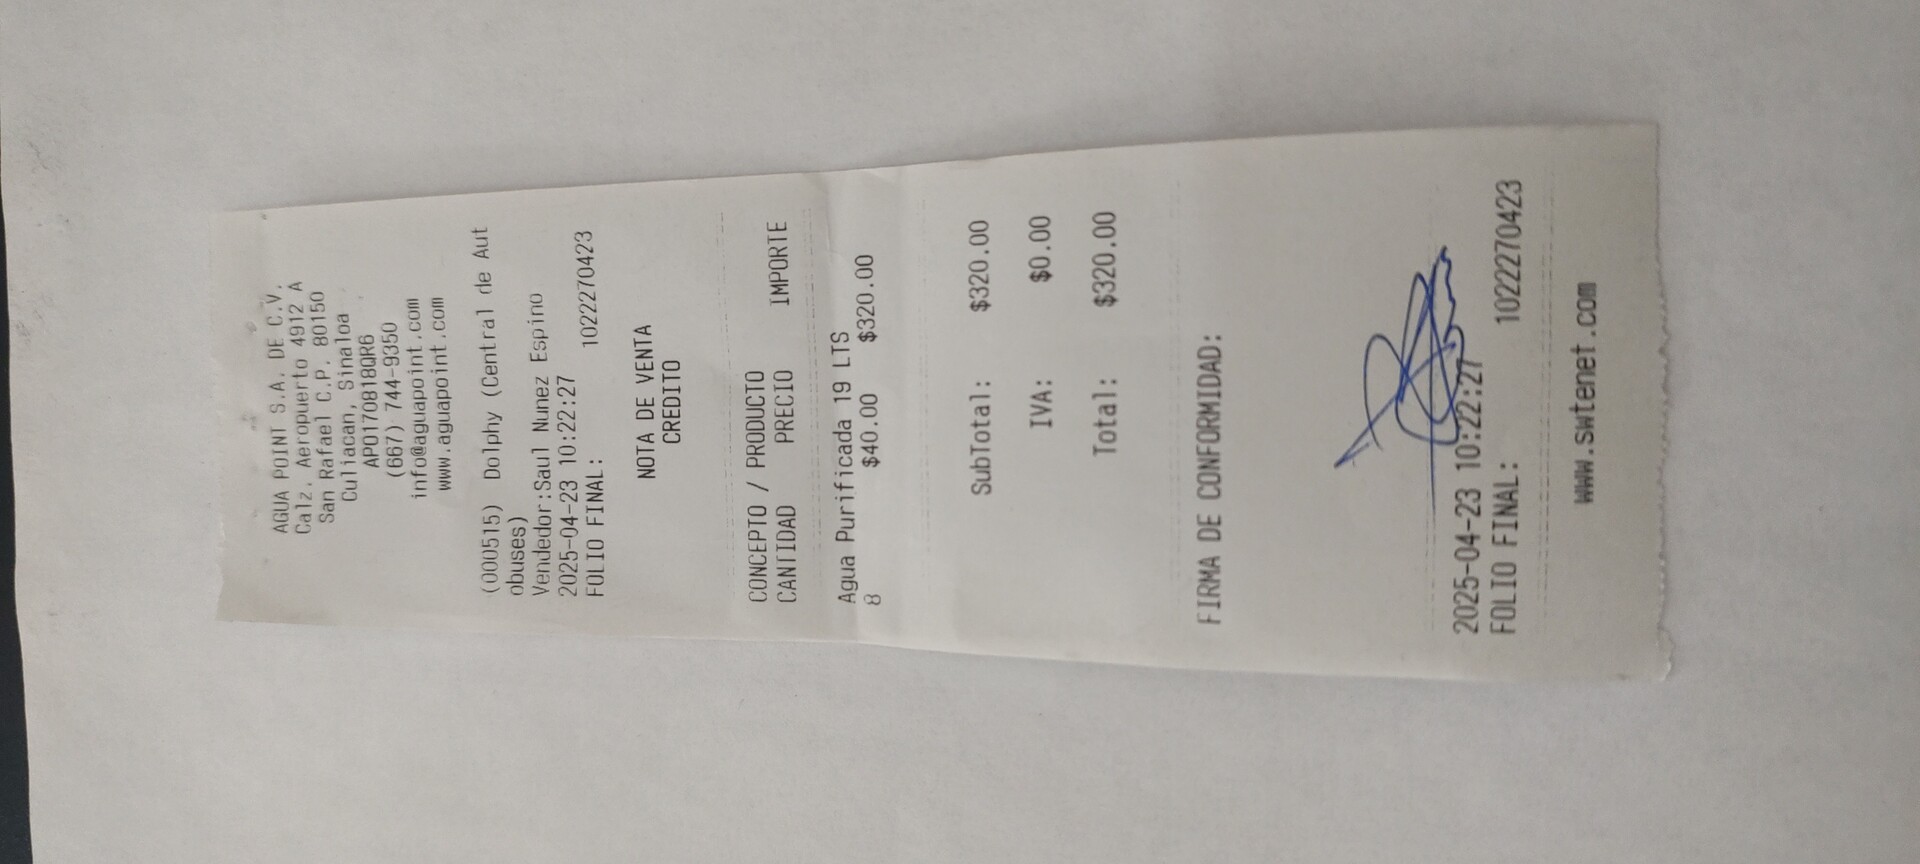 AGUA POINT S.A. DE C.V.
Calz. Aeropuerto 4912 A
San Rafael C.P. 80150
Culiacan, Sinaloa
APO170818QR6
(667) 744-9350
info@aguapoint.com
www.aguapoint.com
(000515) Dolphy (Central de Aut
obuses)
Vendedor:Saul Nunez Espino
2025-04-23 10:22:27
FOLIO FINAL: 1022270423
NOTA DE VENTA
CREDITO
CONCEPTO / PRODUCTO
CANTIDAD PRECIO IMPORTE
Agua Purificada 19 LTS
8 $40.00 $320.00
SubTotal: $320.00
IVA: $0.00
Total: $320.00
FIRMA DE CONFORMIDAD:
2025-04-23 10:22:27
FOLIO FINAL: 1022270423
www.swtenet.com